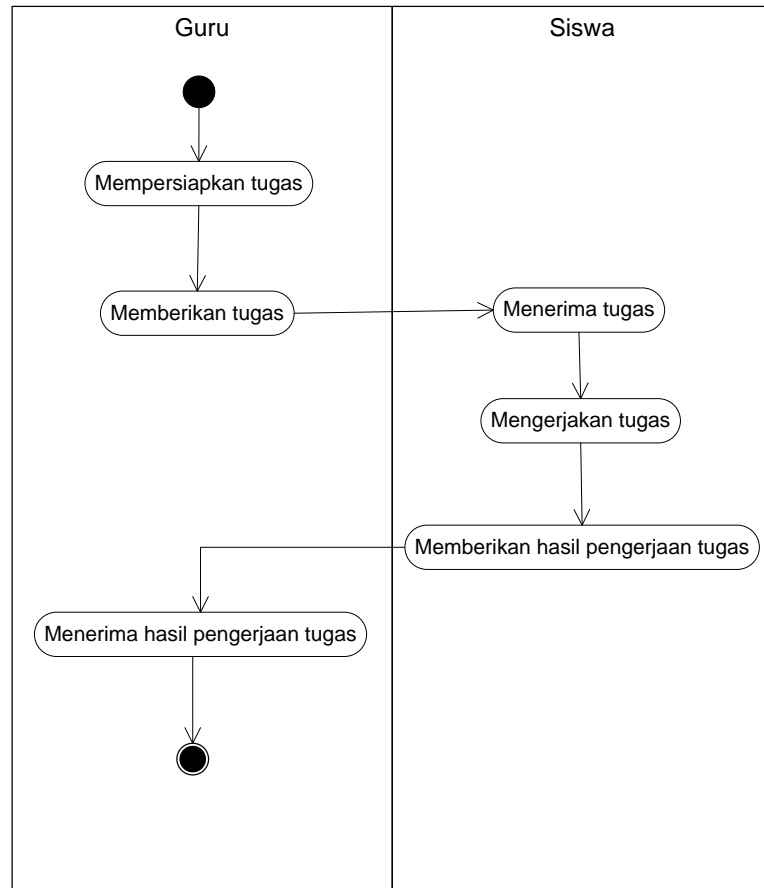 Guru
Siswa
Mempersiapkan tugas
Memberikan tugas
Menerima tugas
Mengerjakan tugas
Memberikan hasil pengerjaan tugas
Menerima hasil pengerjaan tugas